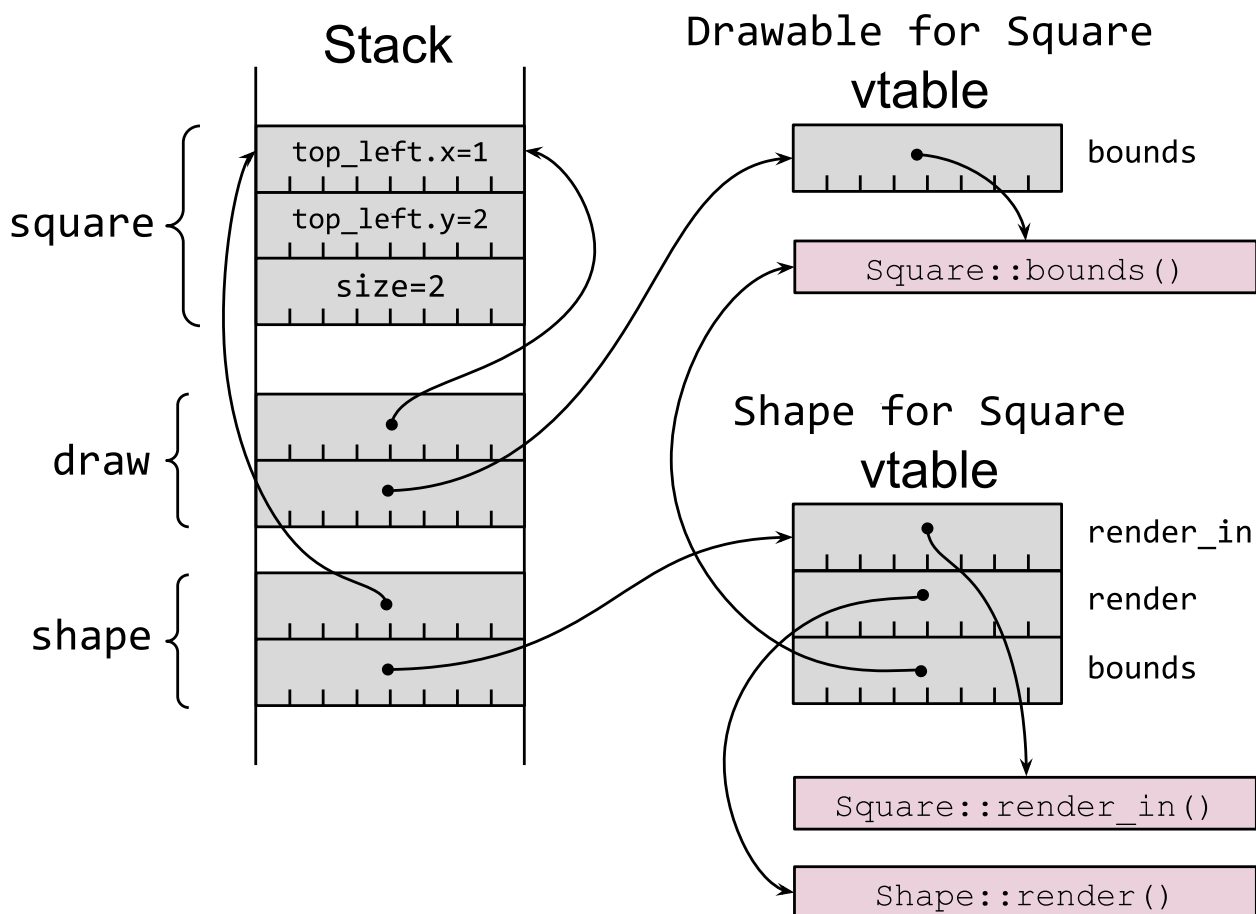 Stack
Drawable for Square
vtable
square
top_left.x=1
top_left.y=2
size=2
bounds
Square::bounds()
draw
Shape for Square
vtable
shape
render_in
render
bounds
Square::render_in()
Shape::render()